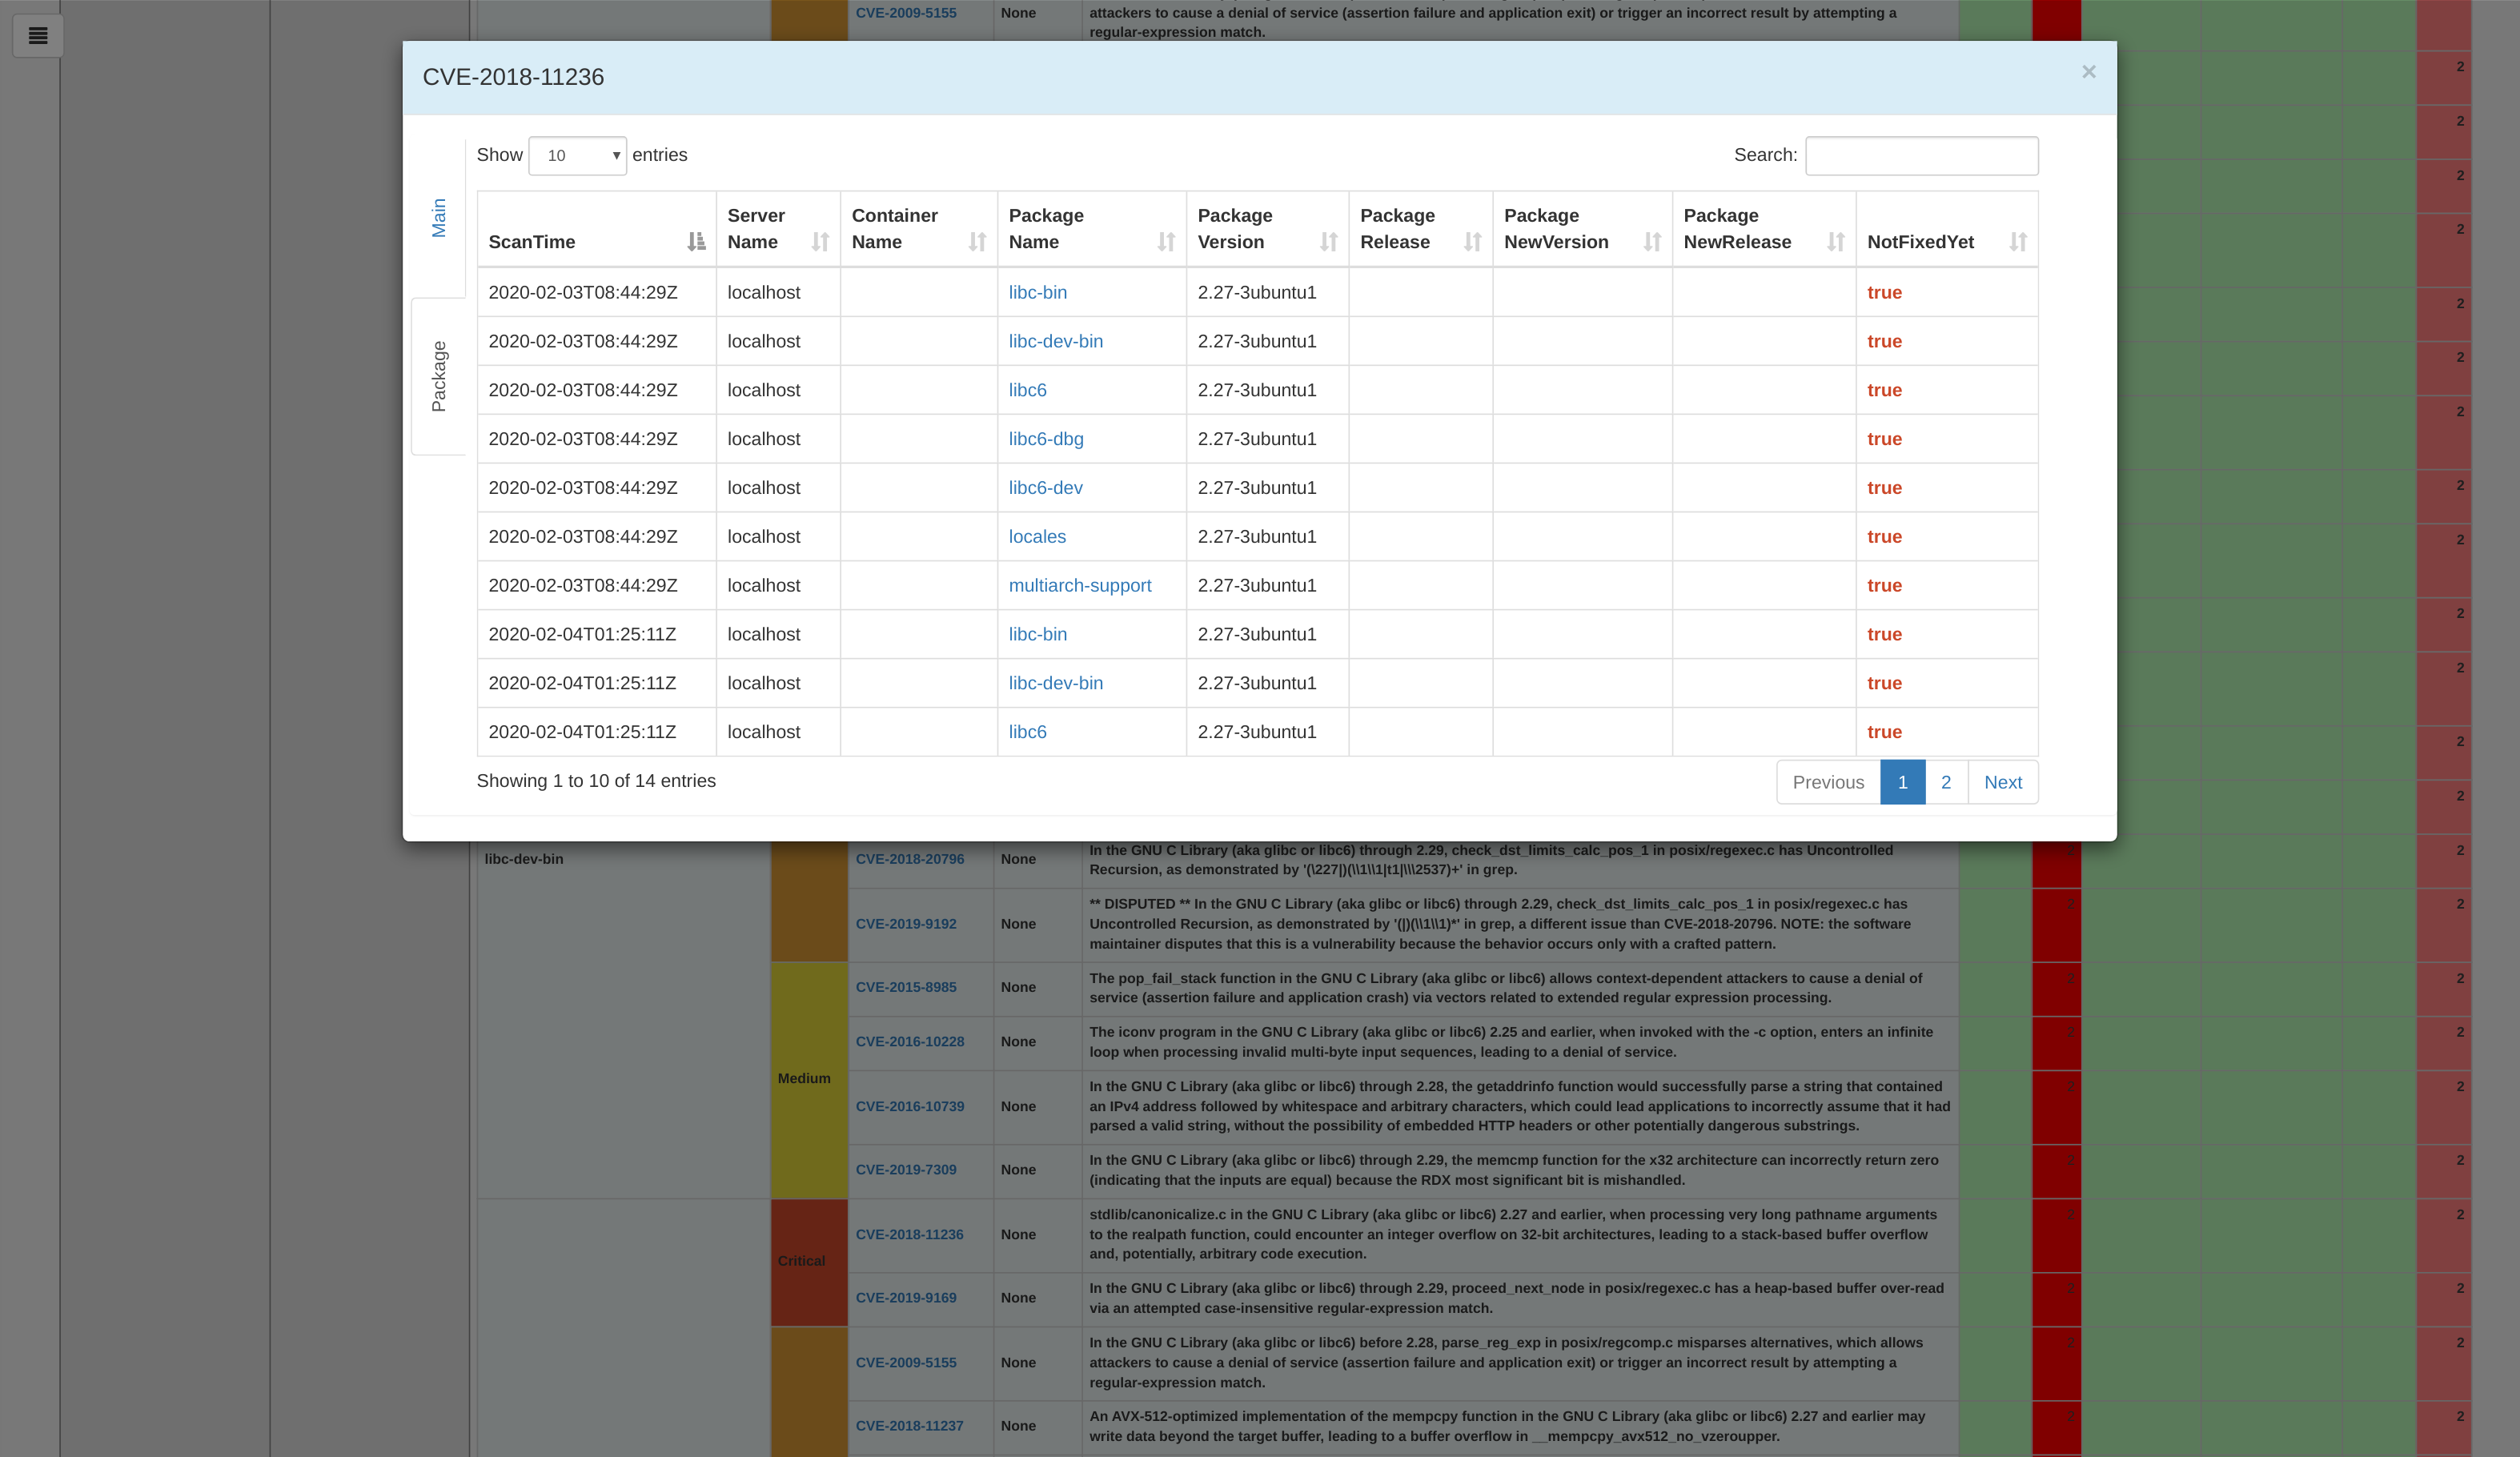 CVE-2009-5155 None attackers to cause a denial of service (assertion failure and application exit) or trigger an incorrect result by attempting a
regular-expression match.
CVE-2018-11236 ×
2
2
2
2
2
2
2
2
2
2
2
2
2
Main
Package
Show 10 entries Search:
ScanTime Server Name Container Name Package Name Package Version Package Release Package NewVersion Package NewRelease NotFixedYet
2020-02-03T08:44:29Z localhost libc-bin 2.27-3ubuntu1 true
2020-02-03T08:44:29Z localhost libc-dev-bin 2.27-3ubuntu1 true
2020-02-03T08:44:29Z localhost libc6 2.27-3ubuntu1 true
2020-02-03T08:44:29Z localhost libc6-dbg 2.27-3ubuntu1 true
2020-02-03T08:44:29Z localhost libc6-dev 2.27-3ubuntu1 true
2020-02-03T08:44:29Z localhost locales 2.27-3ubuntu1 true
2020-02-03T08:44:29Z localhost multiarch-support 2.27-3ubuntu1 true
2020-02-04T01:25:11Z localhost libc-bin 2.27-3ubuntu1 true
2020-02-04T01:25:11Z localhost libc-dev-bin 2.27-3ubuntu1 true
2020-02-04T01:25:11Z localhost libc6 2.27-3ubuntu1 true
Showing 1 to 10 of 14 entries Previous 1 2 Next
libc-dev-bin CVE-2018-20796 None In the GNU C Library (aka glibc or libc6) through 2.29, check_dst_limits_calc_pos_1 in posix/regexec.c has Uncontrolled 2
Recursion, as demonstrated by '(\227|)(\\1\\1|t1|\\\2537)+' in grep.
** DISPUTED ** In the GNU C Library (aka glibc or libc6) through 2.29, check_dst_limits_calc_pos_1 in posix/regexec.c has 2 2
CVE-2019-9192 None Uncontrolled Recursion, as demonstrated by '(|)(\\1\\1)*' in grep, a different issue than CVE-2018-20796. NOTE: the software
maintainer disputes that this is a vulnerability because the behavior occurs only with a crafted pattern.
The pop_fail_stack function in the GNU C Library (aka glibc or libc6) allows context-dependent attackers to cause a denial of 2 2
CVE-2015-8985 None service (assertion failure and application crash) via vectors related to extended regular expression processing.
The iconv program in the GNU C Library (aka glibc or libc6) 2.25 and earlier, when invoked with the -c option, enters an infinite 2 2
CVE-2016-10228 None loop when processing invalid multi-byte input sequences, leading to a denial of service.
Medium
In the GNU C Library (aka glibc or libc6) through 2.28, the getaddrinfo function would successfully parse a string that contained 2 2
CVE-2016-10739 None an IPv4 address followed by whitespace and arbitrary characters, which could lead applications to incorrectly assume that it had
parsed a valid string, without the possibility of embedded HTTP headers or other potentially dangerous substrings.
In the GNU C Library (aka glibc or libc6) through 2.29, the memcmp function for the x32 architecture can incorrectly return zero 2 2
CVE-2019-7309 None (indicating that the inputs are equal) because the RDX most significant bit is mishandled.
stdlib/canonicalize.c in the GNU C Library (aka glibc or libc6) 2.27 and earlier, when processing very long pathname arguments 2 2
CVE-2018-11236 None to the realpath function, could encounter an integer overflow on 32-bit architectures, leading to a stack-based buffer overflow
and, potentially, arbitrary code execution.
Critical
In the GNU C Library (aka glibc or libc6) through 2.29, proceed_next_node in posix/regexec.c has a heap-based buffer over-read 2 2
CVE-2019-9169 None via an attempted case-insensitive regular-expression match.
In the GNU C Library (aka glibc or libc6) before 2.28, parse_reg_exp in posix/regcomp.c misparses alternatives, which allows 2 2
CVE-2009-5155 None attackers to cause a denial of service (assertion failure and application exit) or trigger an incorrect result by attempting a
regular-expression match.
An AVX-512-optimized implementation of the mempcpy function in the GNU C Library (aka glibc or libc6) 2.27 and earlier may 2 2
CVE-2018-11237 None write data beyond the target buffer, leading to a buffer overflow in __mempcpy_avx512_no_vzeroupper.